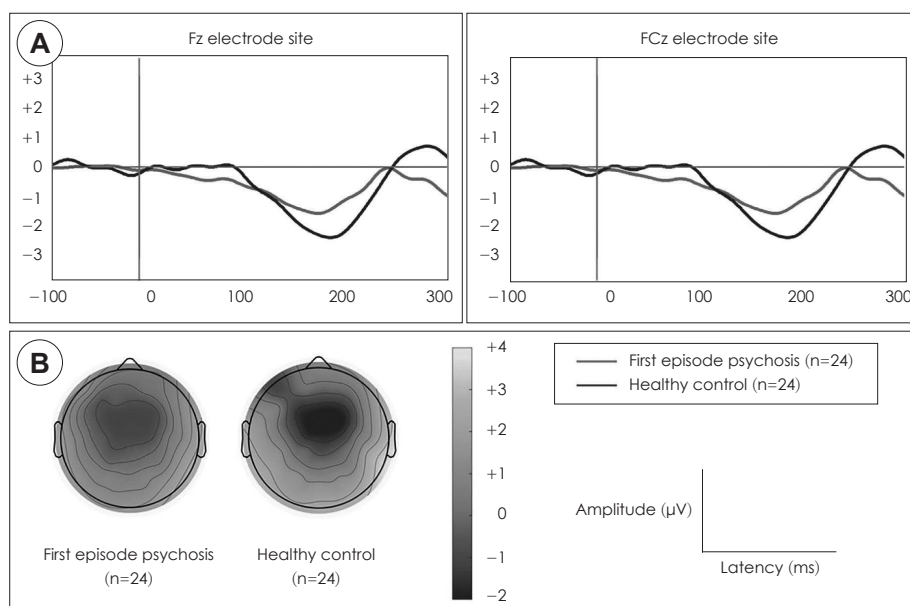 A
Fz electrode site
+3
+2
+1
0
−1
−2
−3
−100 0 100 200 300
FCz electrode site
+3
+2
+1
0
−1
−2
−3
−100 0 100 200 300
B
First episode psychosis
(n=24)
Healthy control
(n=24)
+4
+3
+2
+1
0
−1
−2
First episode psychosis (n=24)
Healthy control (n=24)
Amplitude (µV)
Latency (ms)